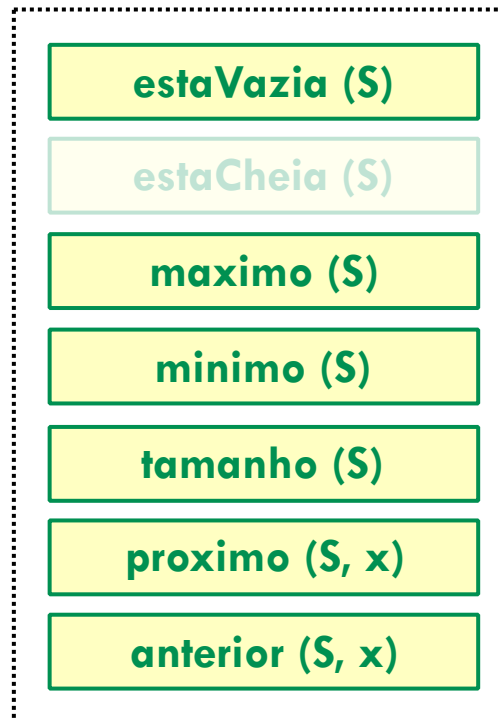 estaVazia (S)
estaCheia (S)
maximo (S)
minimo (S)
tamanho (S)
proximo (S, x)
anterior (S, x)